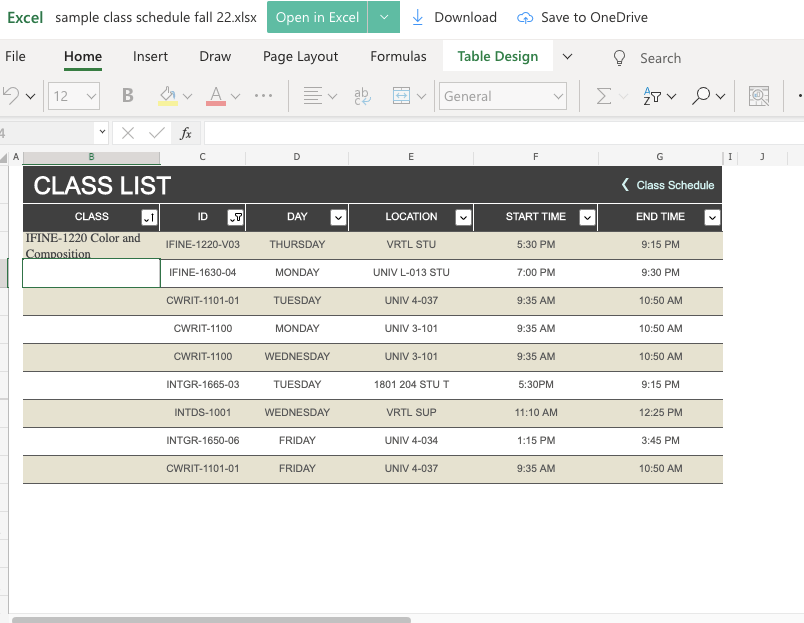 Excel sample class schedule fall 22.xlsx Open in Excel Download Save to OneDrive
File Home Insert Draw Page Layout Formulas Table Design Search
12 B A ab General
4 fx
A B C D E F G I J
CLASS LIST Class Schedule
CLASS ID DAY LOCATION START TIME END TIME
IFINE-1220 Color and
Composition IFINE-1220-V03 THURSDAY VRTL STU 5:30 PM 9:15 PM
IFINE-1630-04 MONDAY UNIV L-013 STU 7:00 PM 9:30 PM
CWRIT-1101-01 TUESDAY UNIV 4-037 9:35 AM 10:50 AM
CWRIT-1100 MONDAY UNIV 3-101 9:35 AM 10:50 AM
CWRIT-1100 WEDNESDAY UNIV 3-101 9:35 AM 10:50 AM
INTGR-1665-03 TUESDAY 1801 204 STU T 5:30PM 9:15 PM
INTDS-1001 WEDNESDAY VRTL SUP 11:10 AM 12:25 PM
INTGR-1650-06 FRIDAY UNIV 4-034 1:15 PM 3:45 PM
CWRIT-1101-01 FRIDAY UNIV 4-037 9:35 AM 10:50 AM